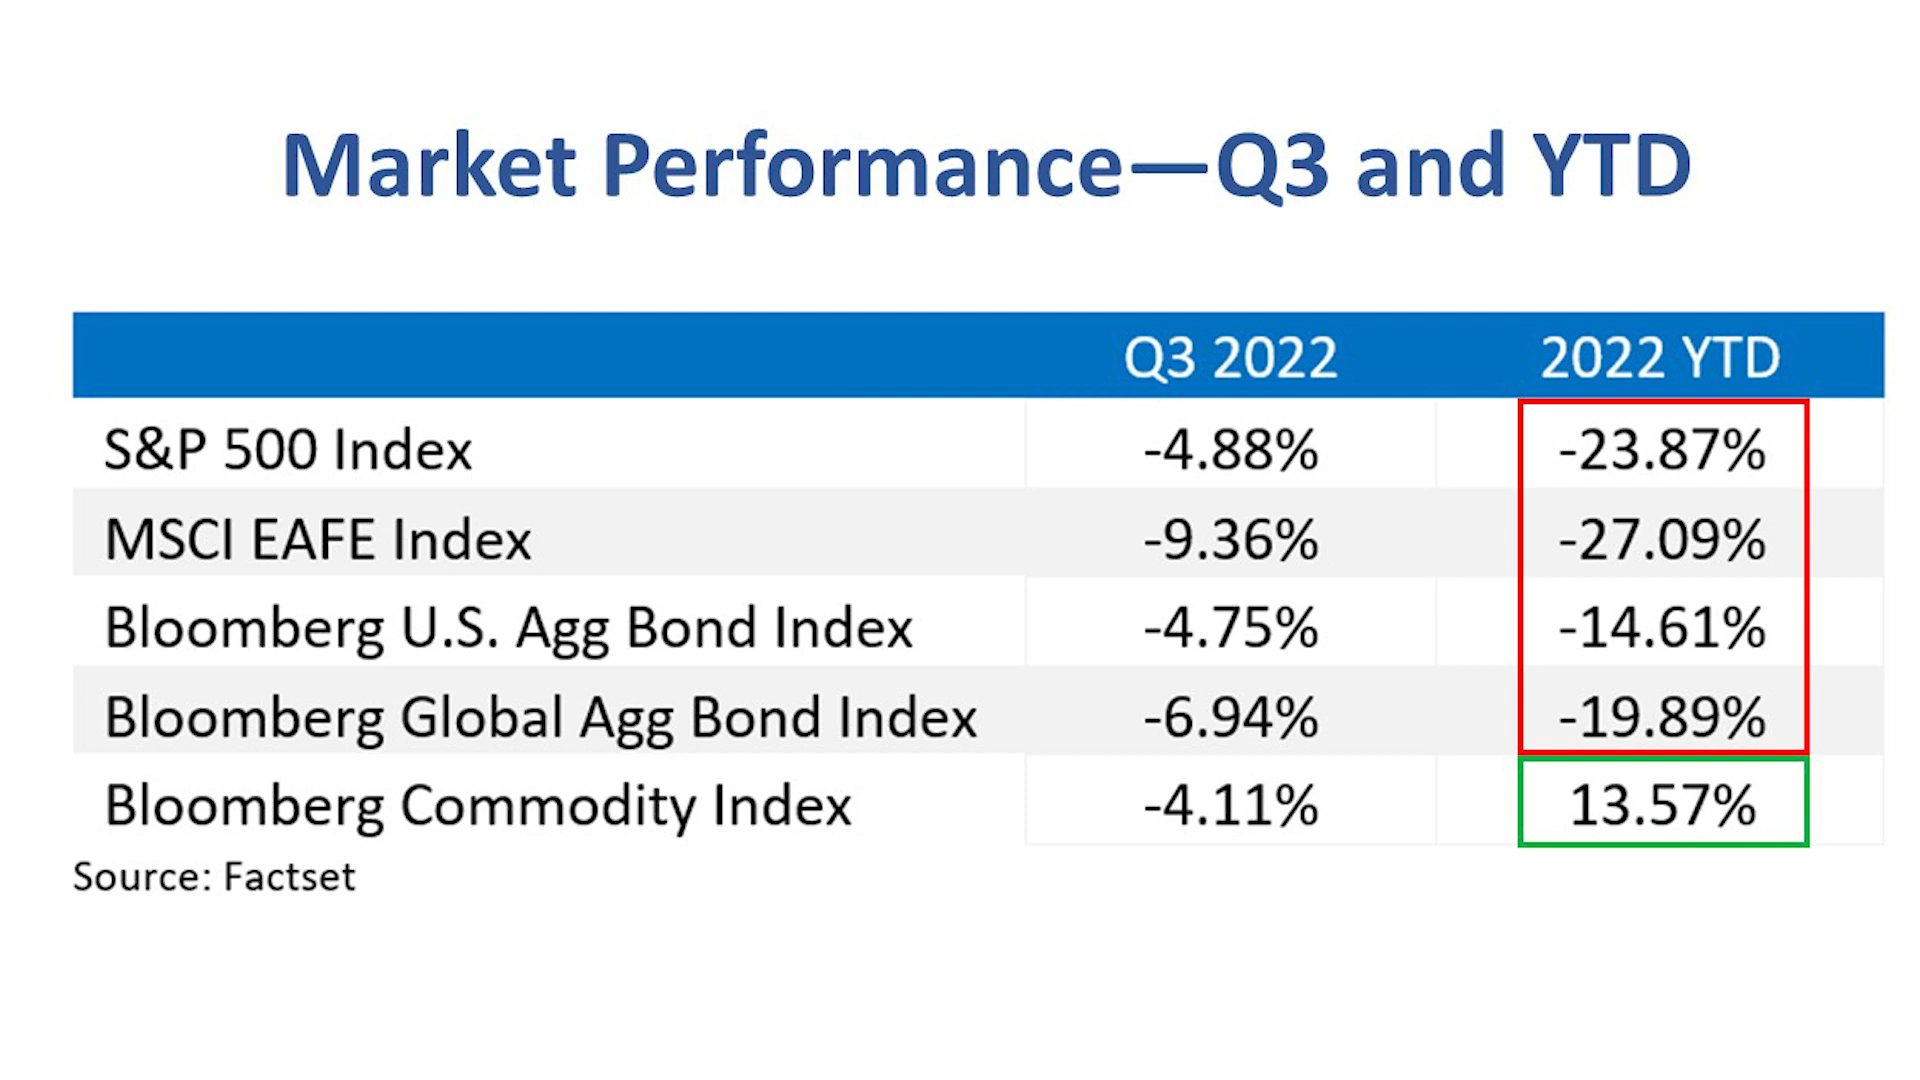 Market Performance—Q3 and YTD
Q3 2022 2022 YTD
S&P 500 Index -4.88% -23.87%
MSCI EAFE Index -9.36% -27.09%
Bloomberg U.S. Agg Bond Index -4.75% -14.61%
Bloomberg Global Agg Bond Index -6.94% -19.89%
Bloomberg Commodity Index -4.11% 13.57%
Source: Factset